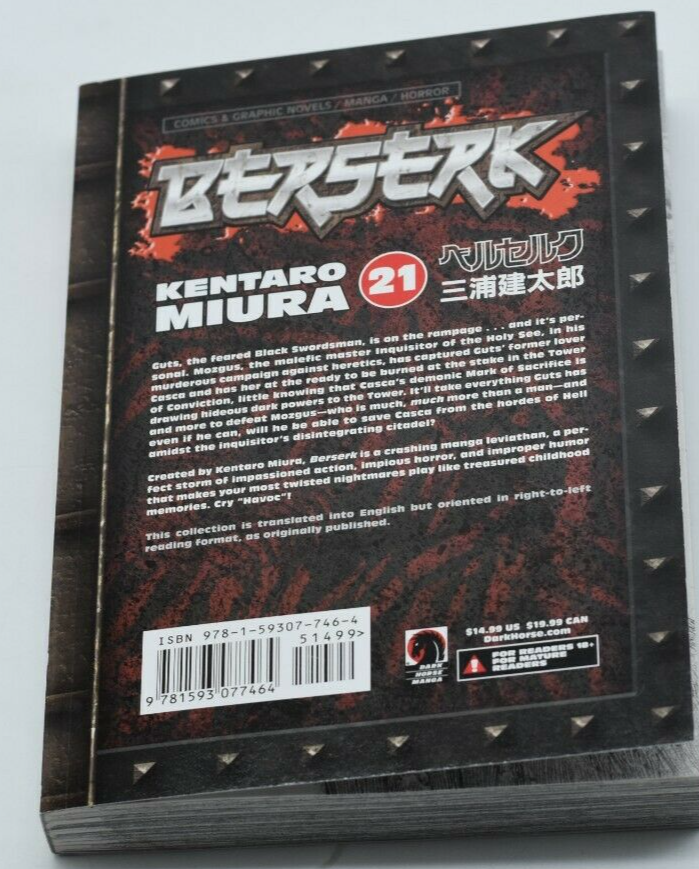 COMICS & GRAPHIC NOVELS / MANGA / HORROR
BERSERK
KENTARO
MIURA
21
ベルセルク
三浦建太郎
Guts, the feared Black Swordsman, is on the rampage . . . and it's per-
sonal. Mozgus, the malefic master Inquisitor of the Holy See, in his
murderous campaign against heretics, has captured Guts' former lover
Casca and has her at the ready to be burned at the stake in the Tower
of Conviction, little knowing that Casca's demonic Mark of Sacrifice is
drawing hideous dark powers to the Tower. It'll take everything Guts has
and more to defeat Mozgus—who is much, much more than a man—and
even if he can, will he be able to save Casca from the hordes of Hell
amidst the inquisitor's disintegrating citadel?
Created by Kentaro Miura, Berserk is a crashing manga leviathan, a per-
fect storm of impassioned action, impious horror, and improper humor
that makes your most twisted nightmares play like treasured childhood
memories. Cry "Havoc"!
This collection is translated into English but oriented in right-to-left
reading format, as originally published.
ISBN 978-1-59307-746-4
51499>
9 781593 077464
DARK
HORSE
MANGA
$14.99 US $19.99 CAN
DarkHorse.com
FOR READERS 18+
FOR MATURE
READERS